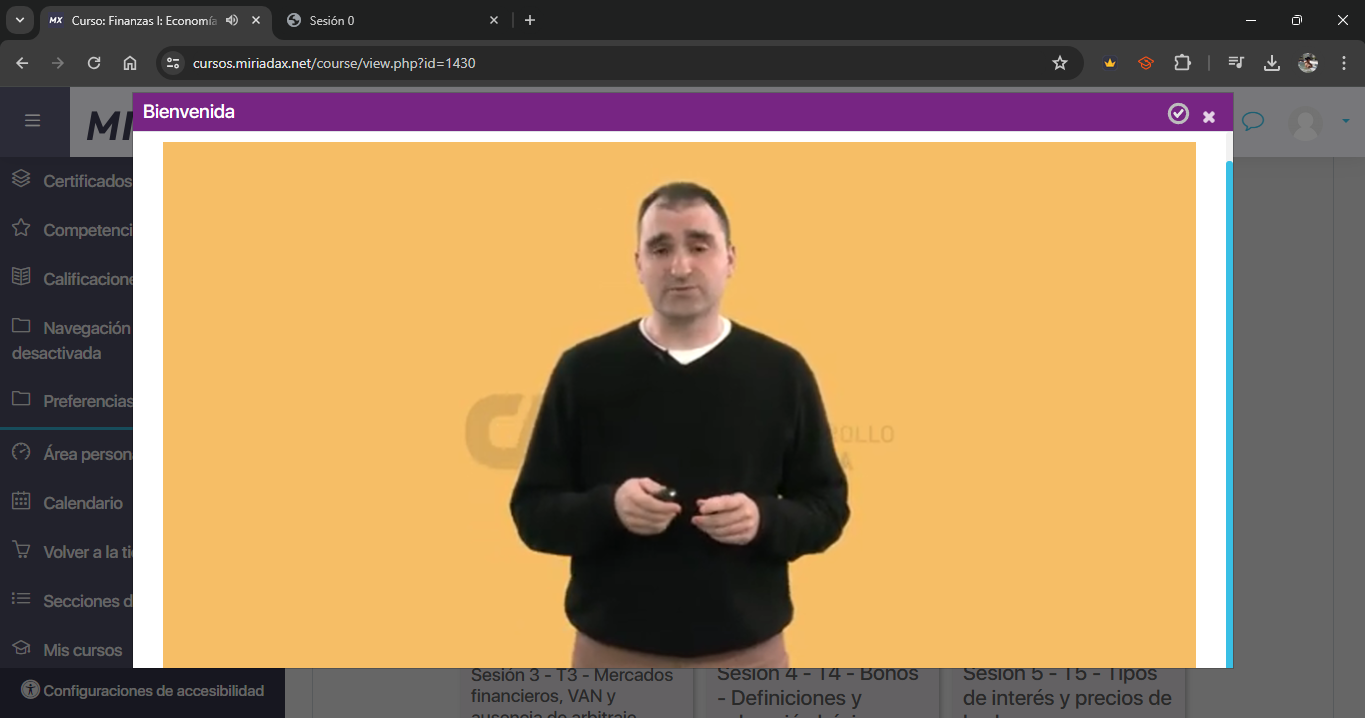 MX Curso: Finanzas I: Economía
Sesión 0
cursos.miriadax.net/course/view.php?id=1430
Bienvenida
MI
Certificados
Competenci
Calificacione
Navegación
desactivada
Preferencias
Área person
Calendario
Volver a la ti
Secciones d
Mis cursos
Configuraciones de accesibilidad
ROLLO
A
Sesión 3 - T3 - Mercados
financieros, VAN y
ausencia de arbitraje
Sesión 4 - T4 - Bonos
- Definiciones y
Sesión 5 - T5 - Tipos
de interés y precios de